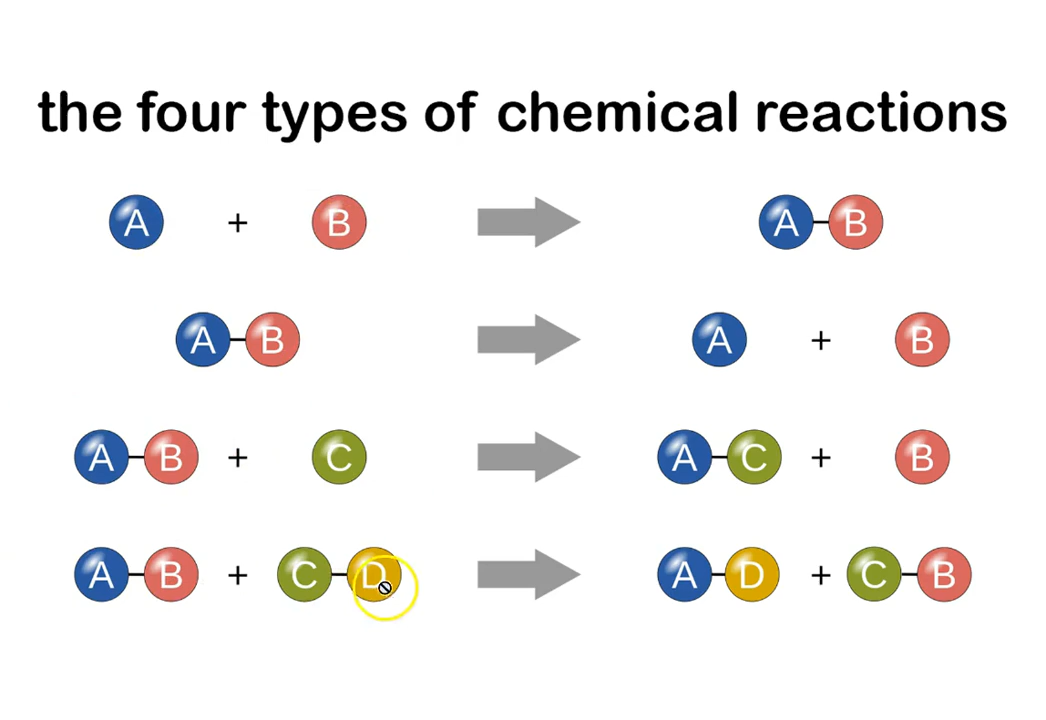 the four types of chemical reactions
A + B A-B
A-B A + B
A-B + C A-C + B
A-B + C-D A-D + C-B